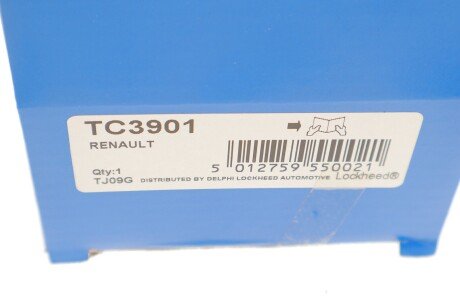 TC3901
RENAULT
5 012759 550021
Qty:1
TJ09G DISTRIBUTED BY DELPHI LOCKHEED AUTOMOTIVE Lockheed®